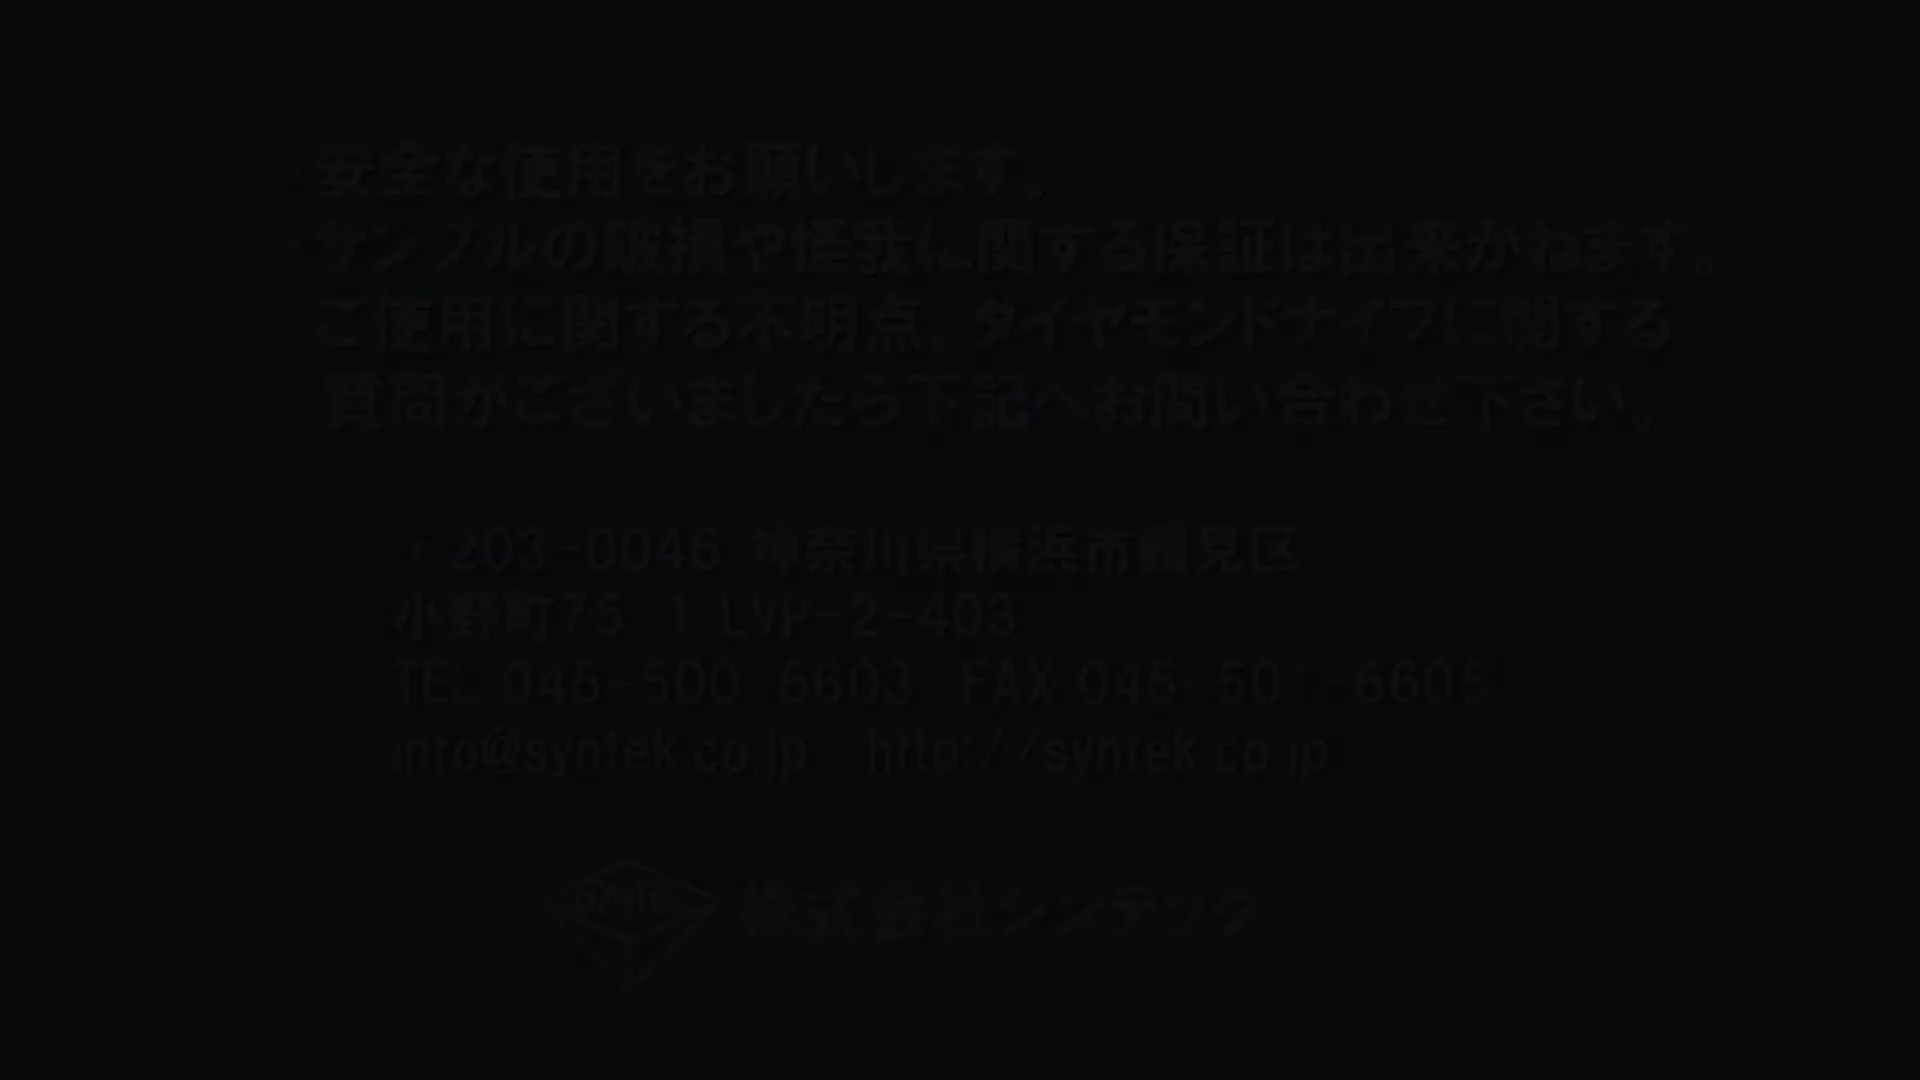 ・安全な使用をお願いします。
・サンプルの破損や怪我に関する保証は出来かねます。
・ご使用に関する不明点、ダイヤモンドナイフに関する
質問がございましたら下記へお問い合わせ下さい。
〒203-0046 神奈川県横浜市鶴見区
小野町75-1 LVP-2-403
TEL 045-500-6603 FAX 045-501-6605
info@syntek.co.jp http://syntek.co.jp
SYNTEK 株式会社シンテック